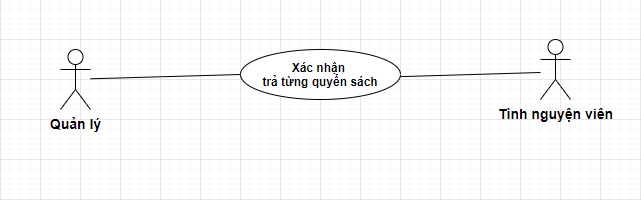 Xác nhận
trả từng quyển sách
Quản lý
Tình nguyện viên